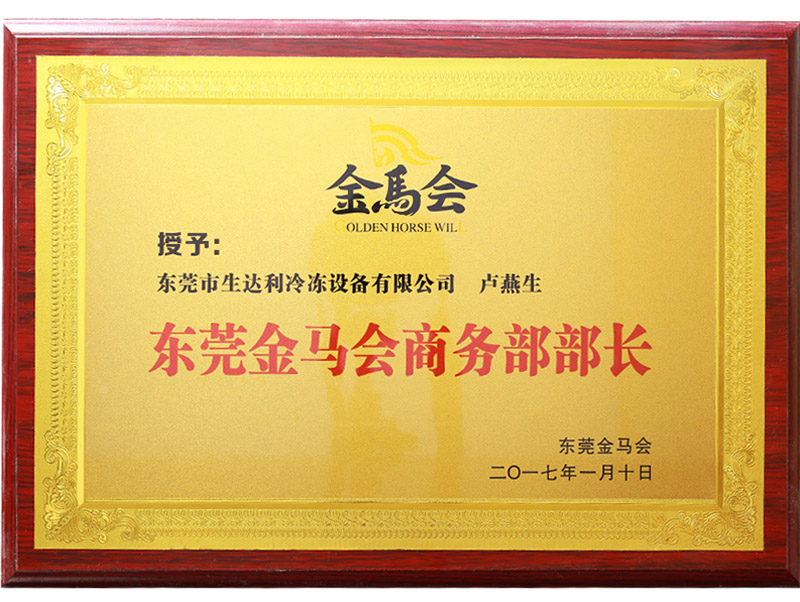 金馬会
OLDEN HORSE WIL
授予:
东莞市生达利冷冻设备有限公司 卢燕生
东莞金马会商务部部长
东莞金马会
二〇一七年一月十日